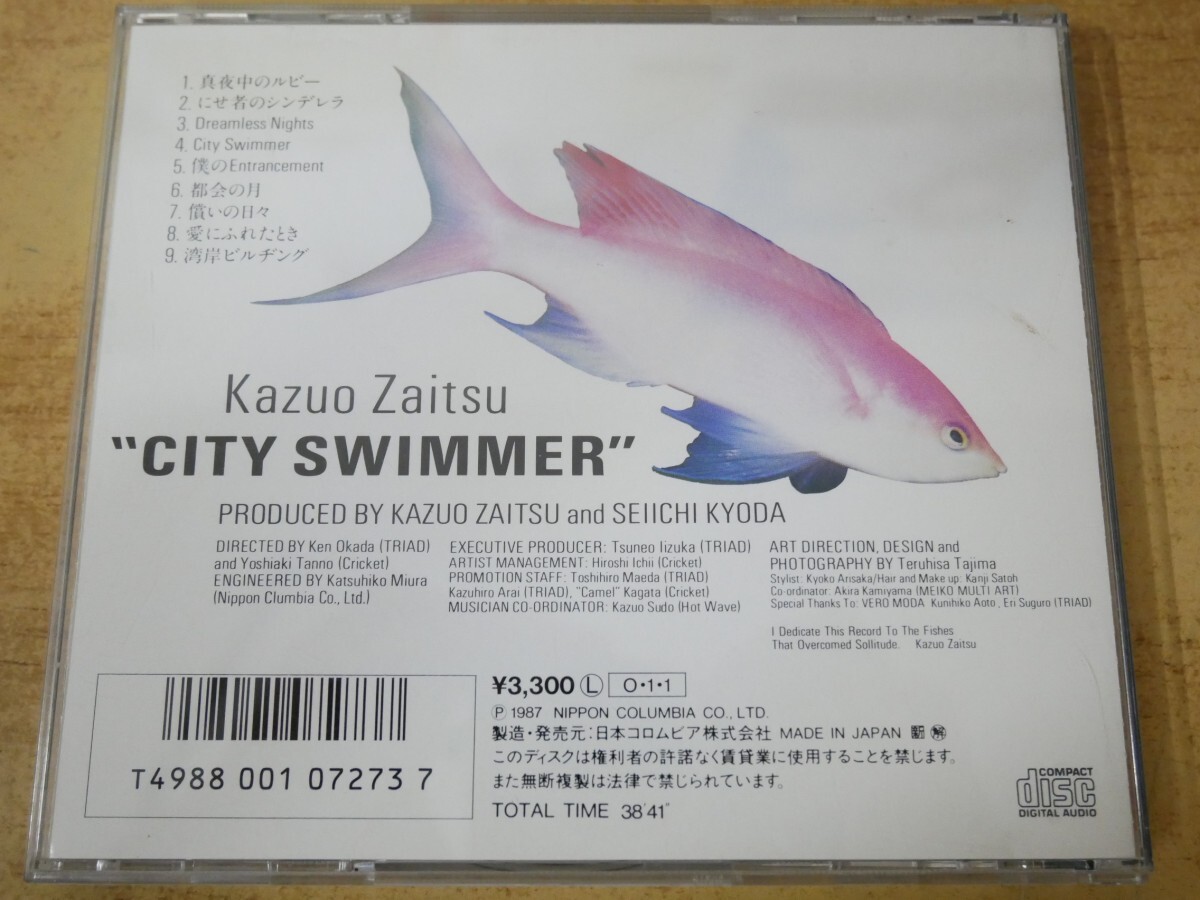 1. 真夜中のルビー
2. にせ者のシンデレラ
3. Dreamless Nights
4. City Swimmer
5. 僕のEntrancement
6. 都会の月
7. 償いの日々
8. 愛にふれたとき
9. 湾岸ビルヂング
Kazuo Zaitsu
"CITY SWIMMER"
PRODUCED BY KAZUO ZAITSU and SEIICHI KYODA
DIRECTED BY Ken Okada (TRIAD)
and Yoshiaki Tanno (Cricket)
ENGINEERED BY Katsuhiko Miura
(Nippon Clumbia Co., Ltd.)
EXECUTIVE PRODUCER: Tsuneo Iizuka (TRIAD)
ARTIST MANAGEMENT: Hiroshi Ichii (Cricket)
PROMOTION STAFF: Toshihiro Maeda (TRIAD)
Kazuhiro Arai (TRIAD), "Camel" Kagata (Cricket)
MUSICIAN CO-ORDINATOR: Kazuo Sudo (Hot Wave)
ART DIRECTION, DESIGN and
PHOTOGRAPHY BY Teruhisa Tajima
Stylist: Kyoko Arisaka/Hair and Make up: Kanji Satoh
Co-ordinator: Akira Kamiyama (MEIKO MULTI ART)
Special Thanks To: VERO MODA Kunihiko Aoto, Eri Suguro (TRIAD)
I Dedicate This Record To The Fishes
That Overcomed Sollitude. Kazuo Zaitsu
T4988 001 07273 7
¥3,300 Ⓛ O・1・1
Ⓟ 1987 NIPPON COLUMBIA CO., LTD.
製造・発売元:日本コロムビア株式会社 MADE IN JAPAN
このディスクは権利者の許諾なく賃貸業に使用することを禁じます。
また無断複製は法律で禁じられています。
TOTAL TIME 38'41"
COMPACT
disc
DIGITAL AUDIO